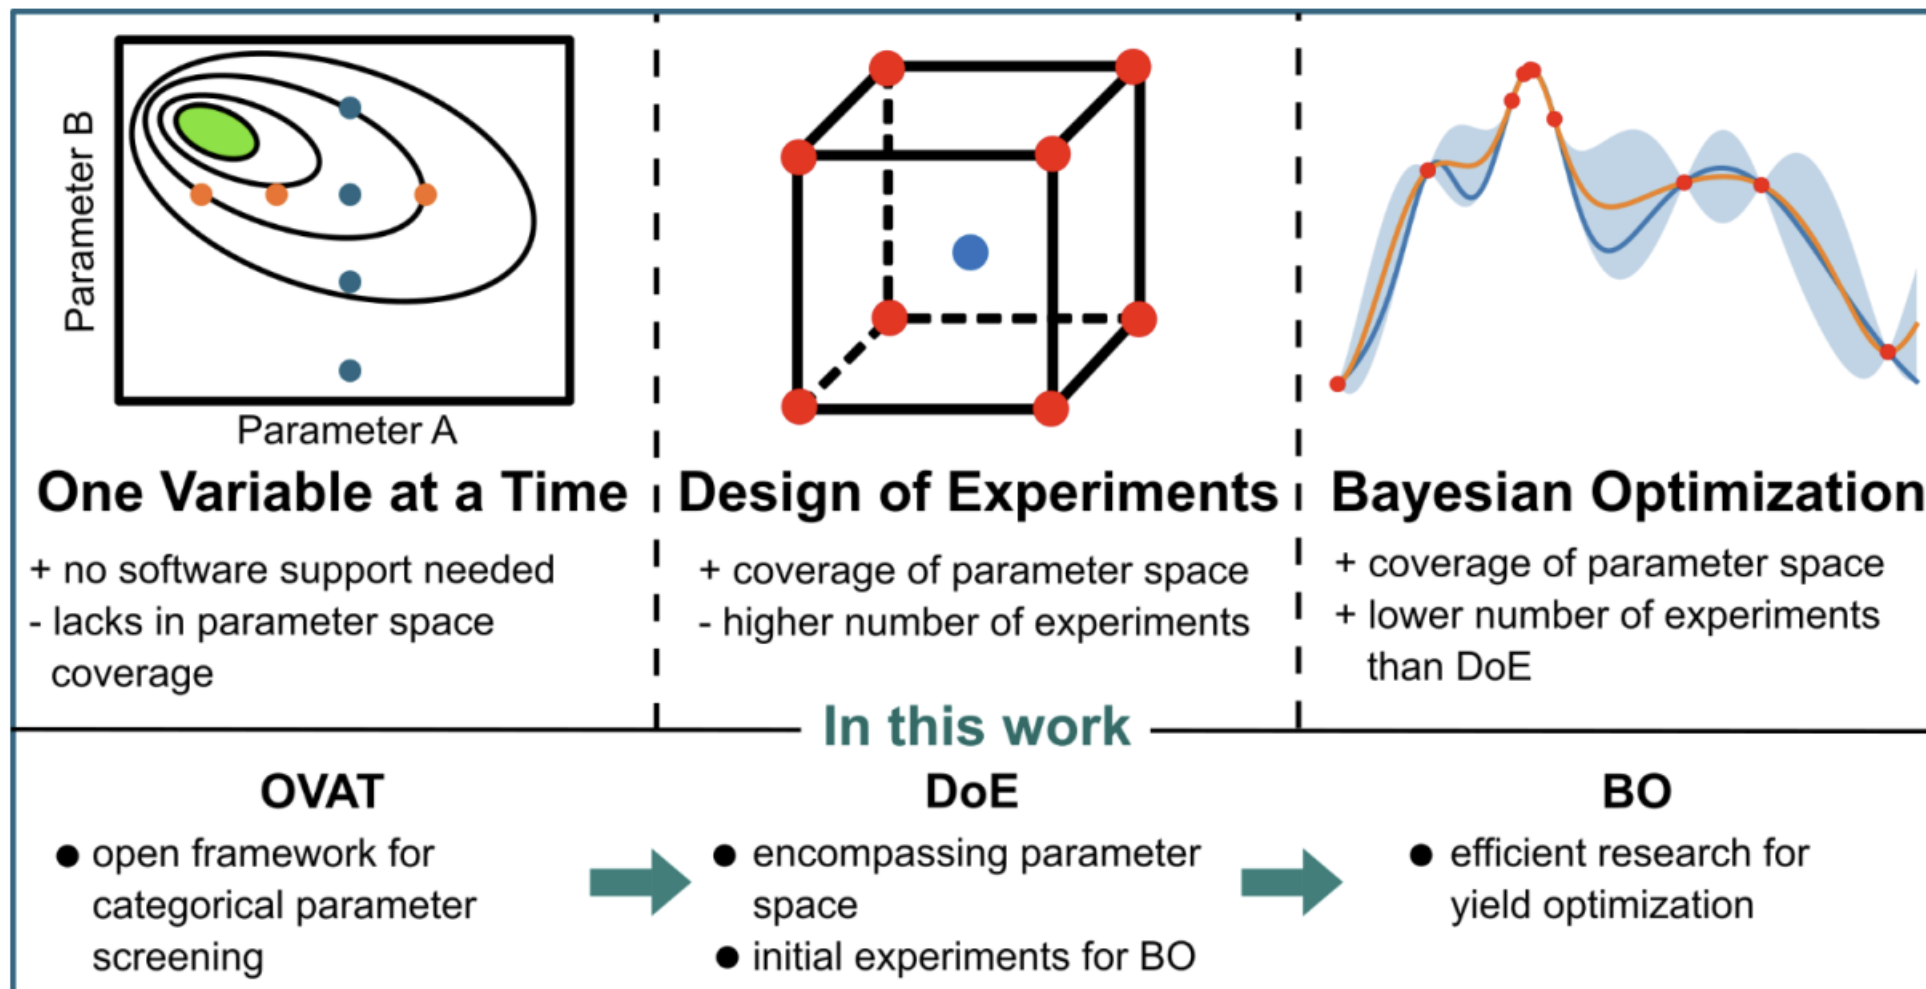 Parameter B
Parameter A
One Variable at a Time
+ no software support needed
- lacks in parameter space
coverage
Design of Experiments
+ coverage of parameter space
- higher number of experiments
Bayesian Optimization
+ coverage of parameter space
+ lower number of experiments
than DoE
In this work
OVAT
● open framework for
categorical parameter
screening
DoE
● encompassing parameter
space
● initial experiments for BO
BO
● efficient research for
yield optimization